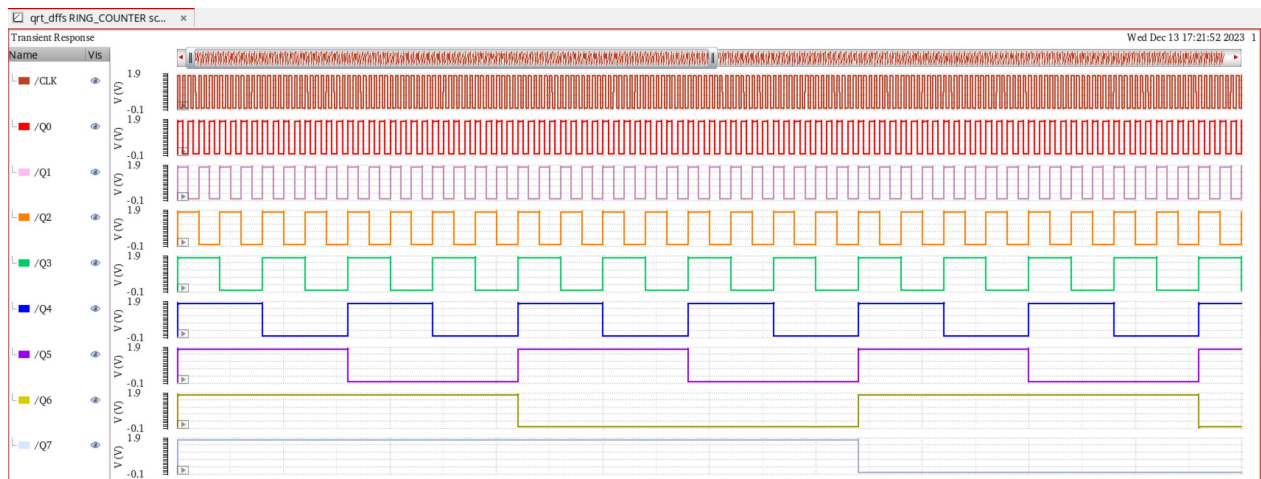 qrt_dffs RING_COUNTER sc... ×
Transient Response
Wed Dec 13 17:21:52 2023 1
Name Vis
/CLK
1.9
V (V)
-0.1
/Q0
1.9
V (V)
-0.1
/Q1
1.9
V (V)
-0.1
/Q2
1.9
V (V)
-0.1
/Q3
1.9
V (V)
-0.1
/Q4
1.9
V (V)
-0.1
/Q5
1.9
V (V)
-0.1
/Q6
1.9
V (V)
-0.1
/Q7
1.9
V (V)
-0.1